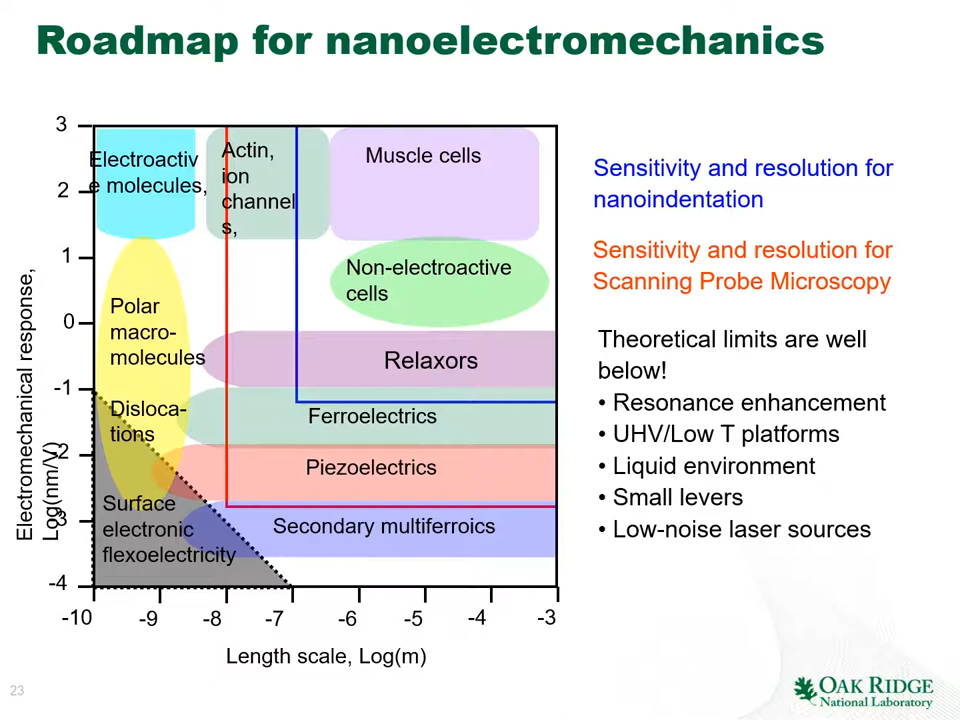 Roadmap for nanoelectromechanics
3
2
1
0
-1
-2
-3
-4
-10
-9
-8
-7
-6
-5
-4
-3
Electromechanical response,
Log(nm/V)
Length scale, Log(m)
Electroactiv
e molecules,
Actin,
ion
channel
s,
Muscle cells
Non-electroactive
cells
Polar
macro-
molecules
Relaxors
Disloca-
tions
Ferroelectrics
Piezoelectrics
Surface
electronic
flexoelectricity
Secondary multiferroics
Sensitivity and resolution for
nanoindentation
Sensitivity and resolution for
Scanning Probe Microscopy
Theoretical limits are well
below!
• Resonance enhancement
• UHV/Low T platforms
• Liquid environment
• Small levers
• Low-noise laser sources
23
OAK RIDGE
National Laboratory